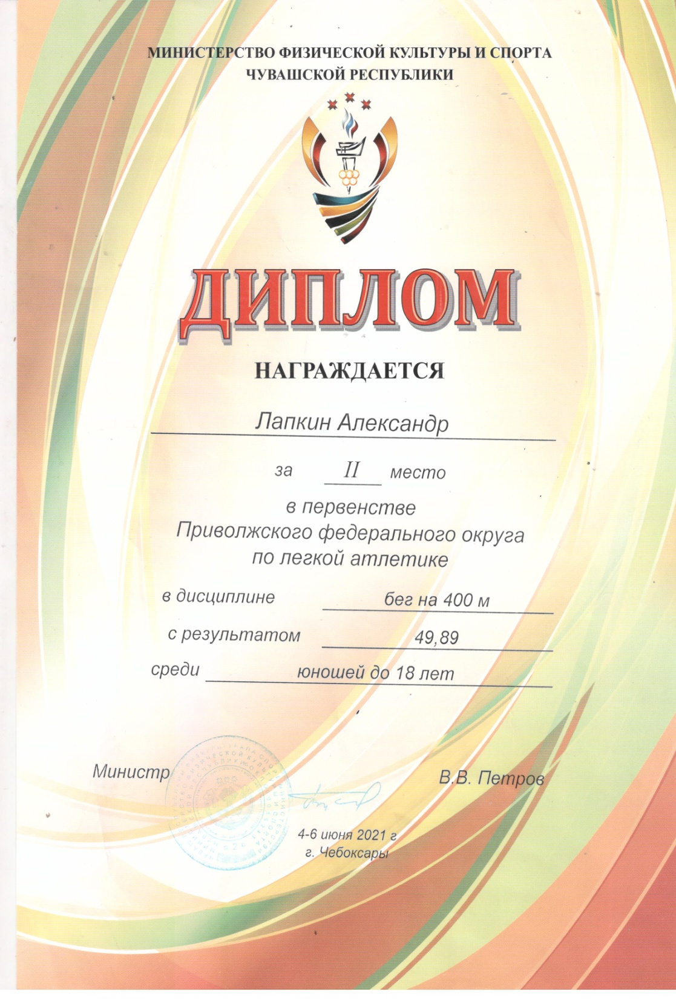 МИНИСТЕРСТВО ФИЗИЧЕСКОЙ КУЛЬТУРЫ И СПОРТА
ЧУВАШСКОЙ РЕСПУБЛИКИ
ДИПЛОМ
НАГРАЖДАЕТСЯ
Лапкин Александр
за II место
в первенстве
Приволжского федерального округа
по легкой атлетике
в дисциплине бег на 400 м
с результатом 49,89
среди юношей до 18 лет
Министр В.В. Петров
4-6 июня 2021 г
г. Чебоксары